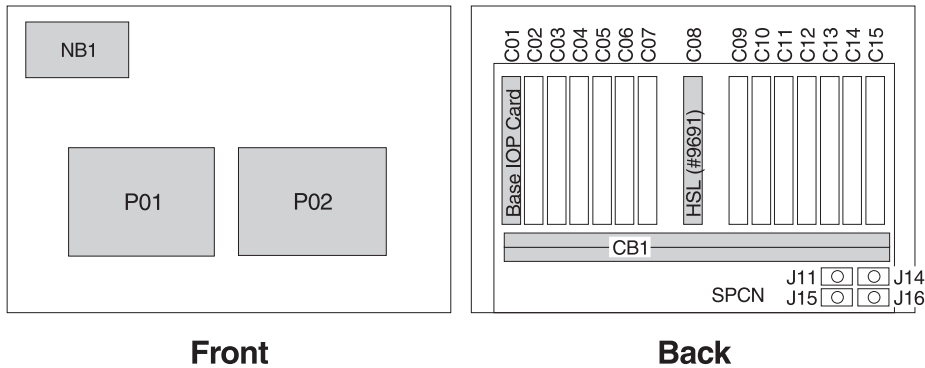 NB1
P01
P02
Front
C01
C02
C03
C04
C05
C06
C07
C08
C09
C10
C11
C12
C13
C14
C15
Base IOP Card
HSL (#9691)
CB1
J11
J14
SPCN
J15
J16
Back